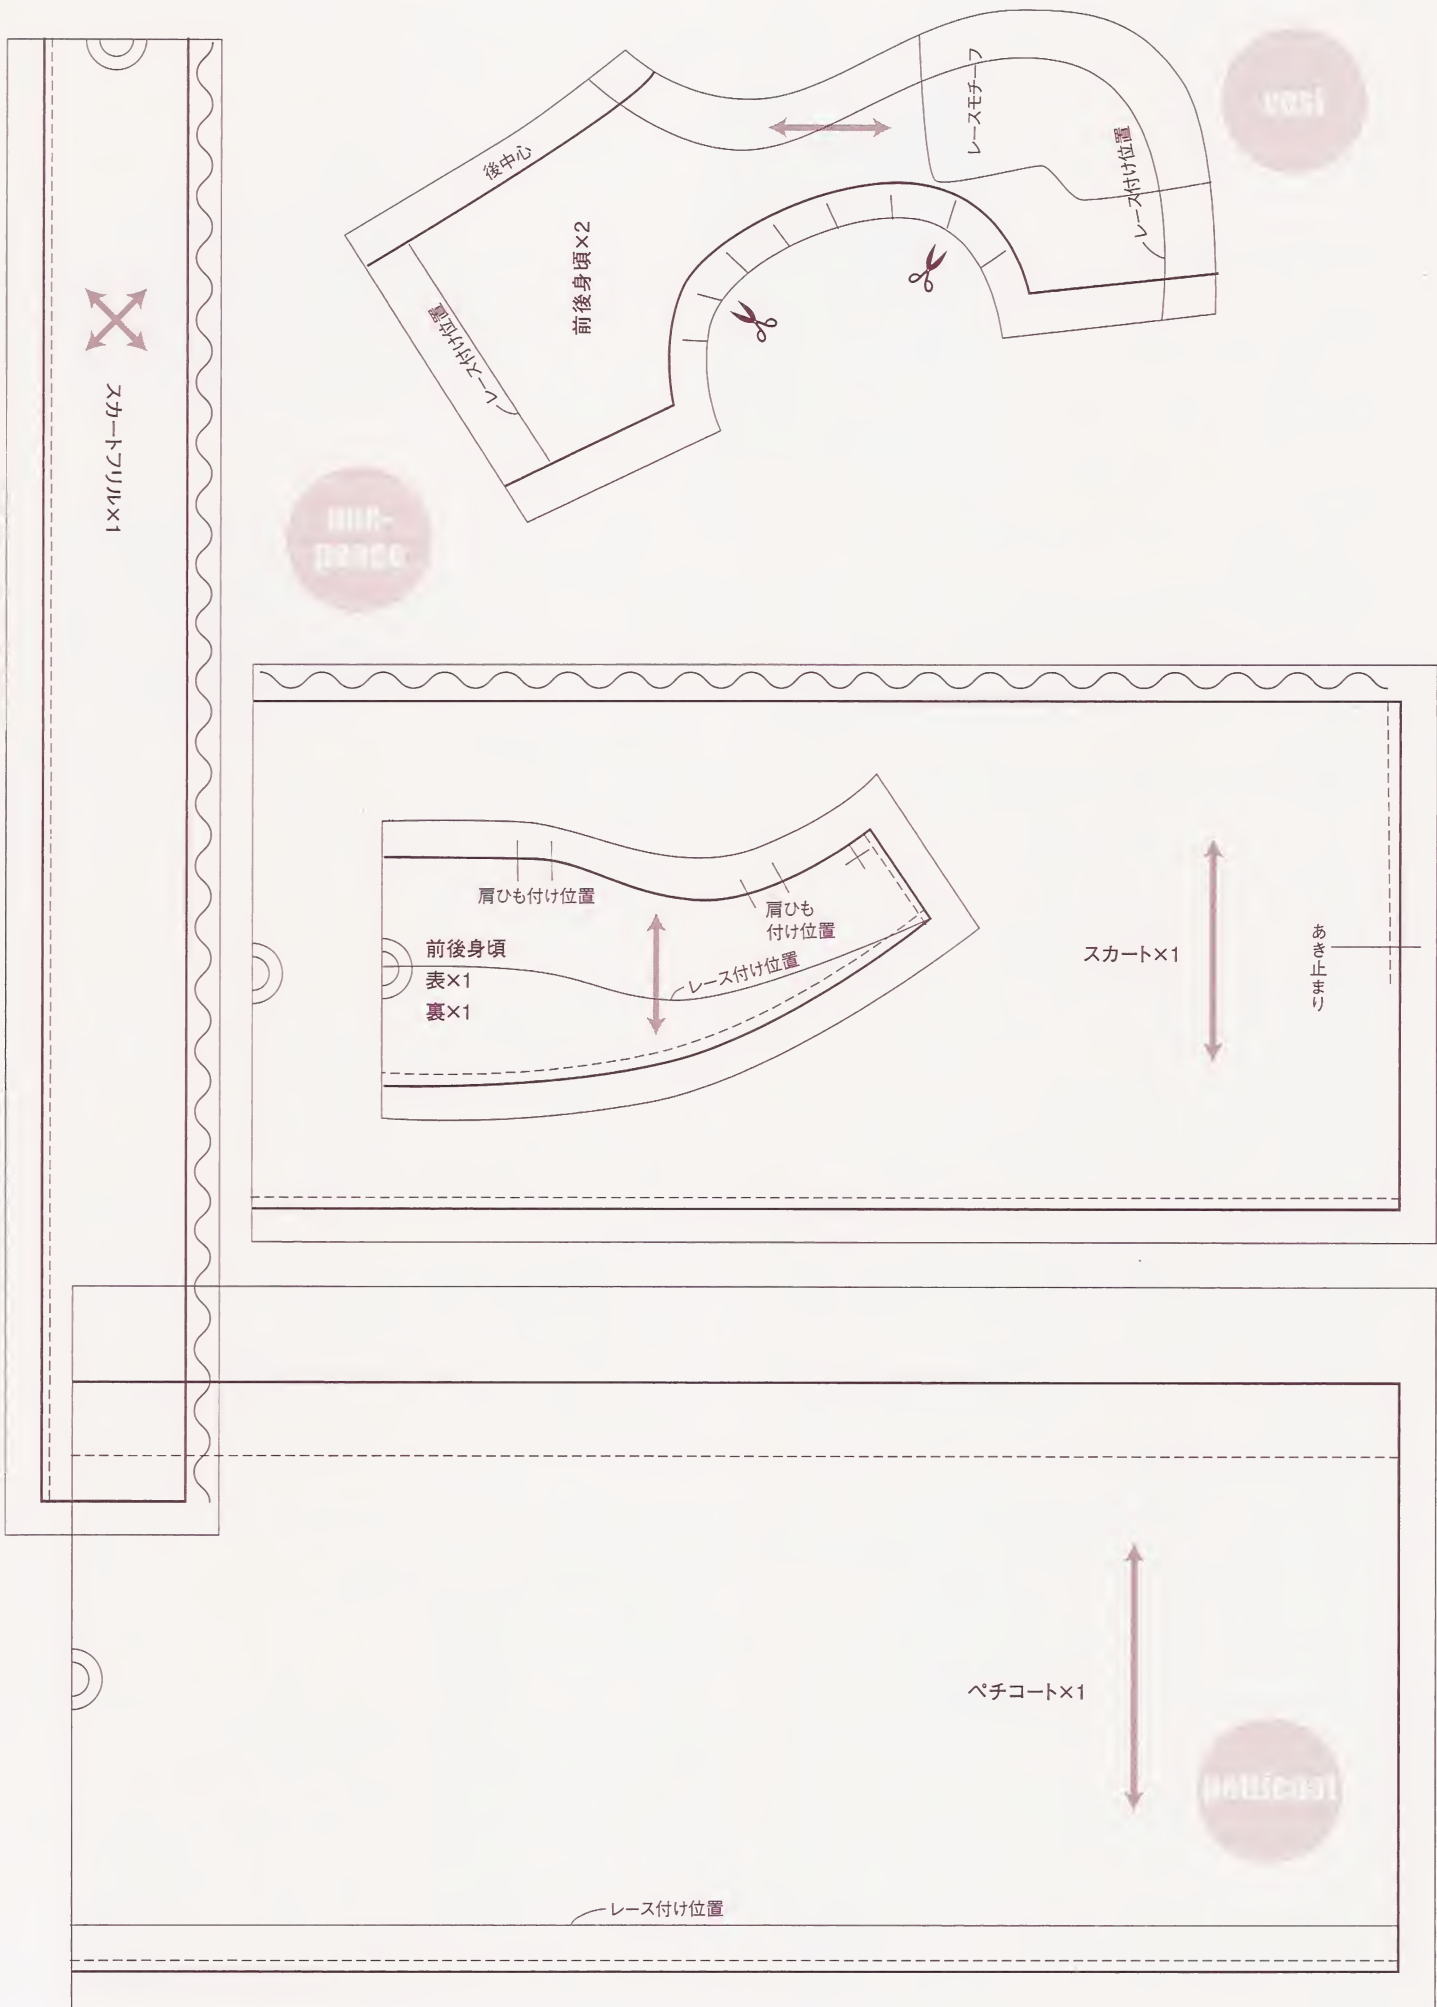 vest
レースモチーフ
レース付け位置
後中心
前後身頃×2
レース付け位置
スカートフリル×1
one-
peace
肩ひも付け位置
肩ひも
付け位置
前後身頃
表×1
裏×1
レース付け位置
スカート×1
あき止まり
ペチコート×1
petticoat
レース付け位置